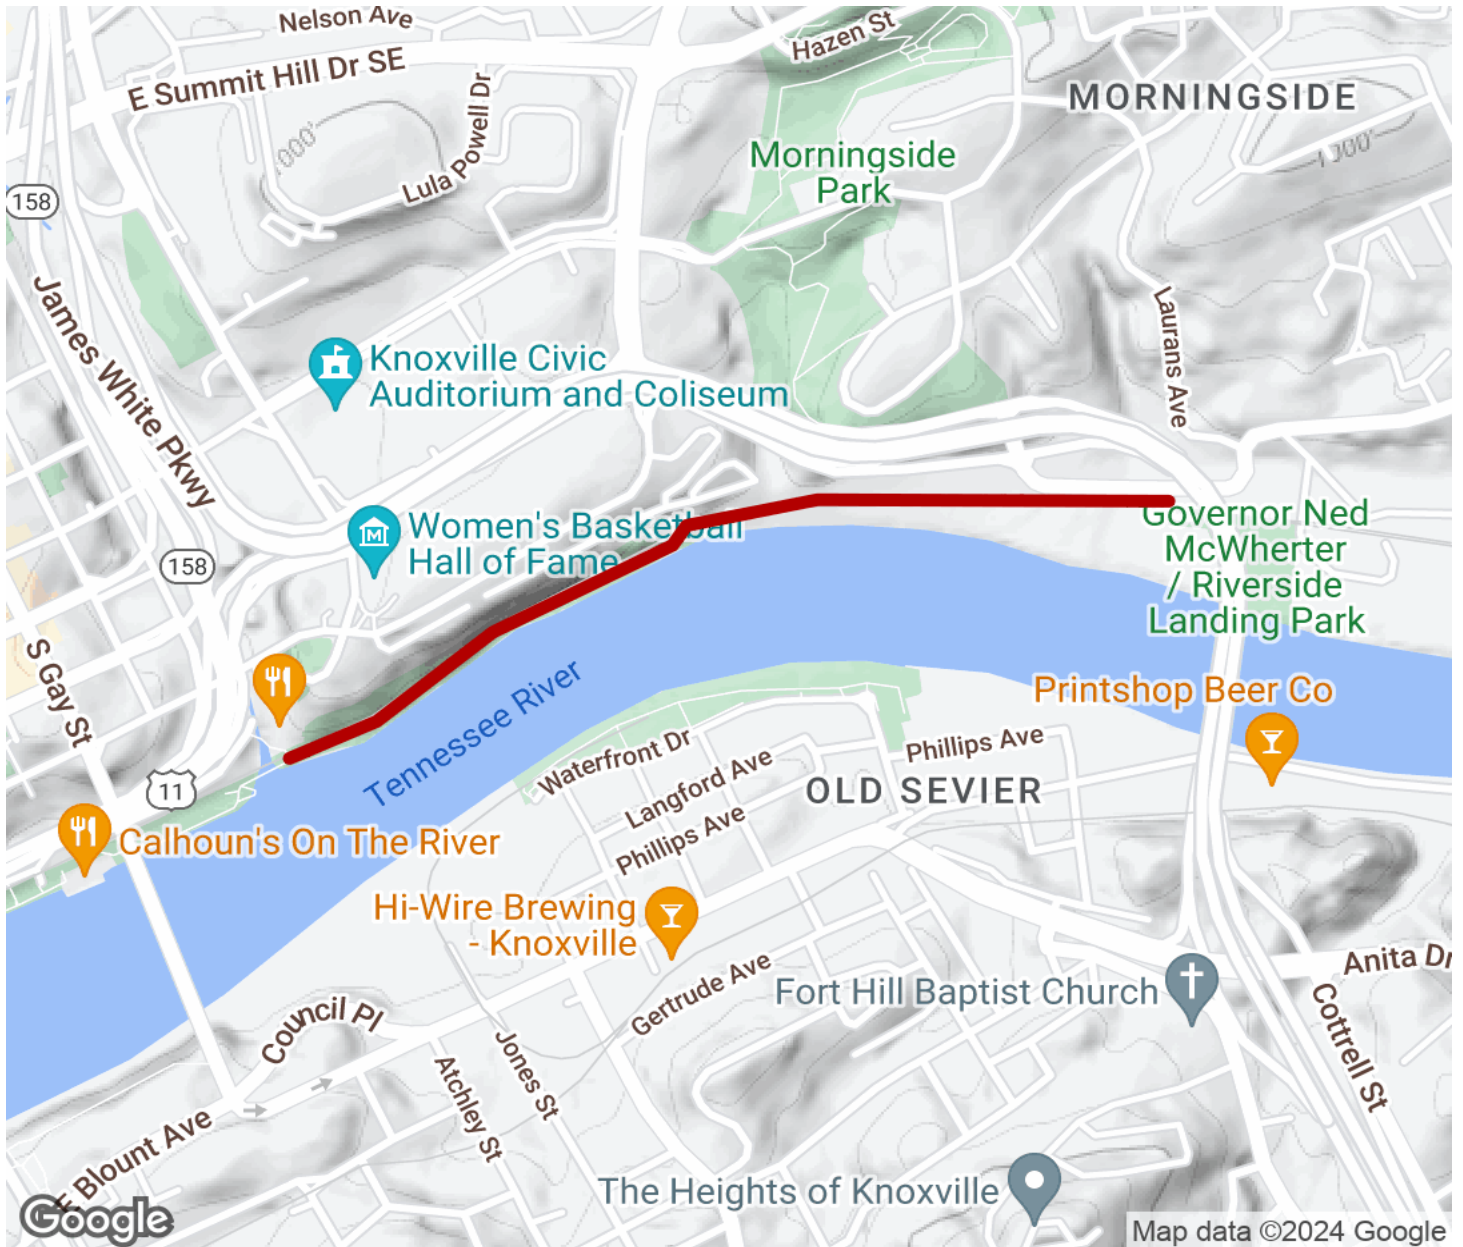 Nelson Ave
Hazen St
E Summit Hill Dr SE
MORNINGSIDE
Lula Powell Dr
Morningside
Park
158
James White Pkwy
Laurans Ave
Knoxville Civic
Auditorium and Coliseum
Women's Basketball
Hall of Fame
Governor Ned
McWherter
/ Riverside
Landing Park
158
S Gay St
Tennessee River
Printshop Beer Co
Waterfront Dr
Phillips Ave
Langford Ave
OLD SEVIER
11
Phillips Ave
Calhoun's On The River
Hi-Wire Brewing
- Knoxville
Gertrude Ave
Fort Hill Baptist Church
Anita Dr
Council Pl
Jones St
Cottrell St
Atchley St
E Blount Ave
The Heights of Knoxville
Google
Map data ©2024 Google